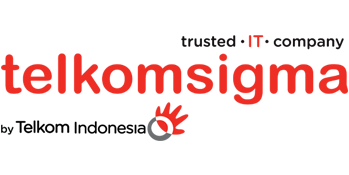 trusted · IT · company
telkomsigma
by Telkom Indonesia